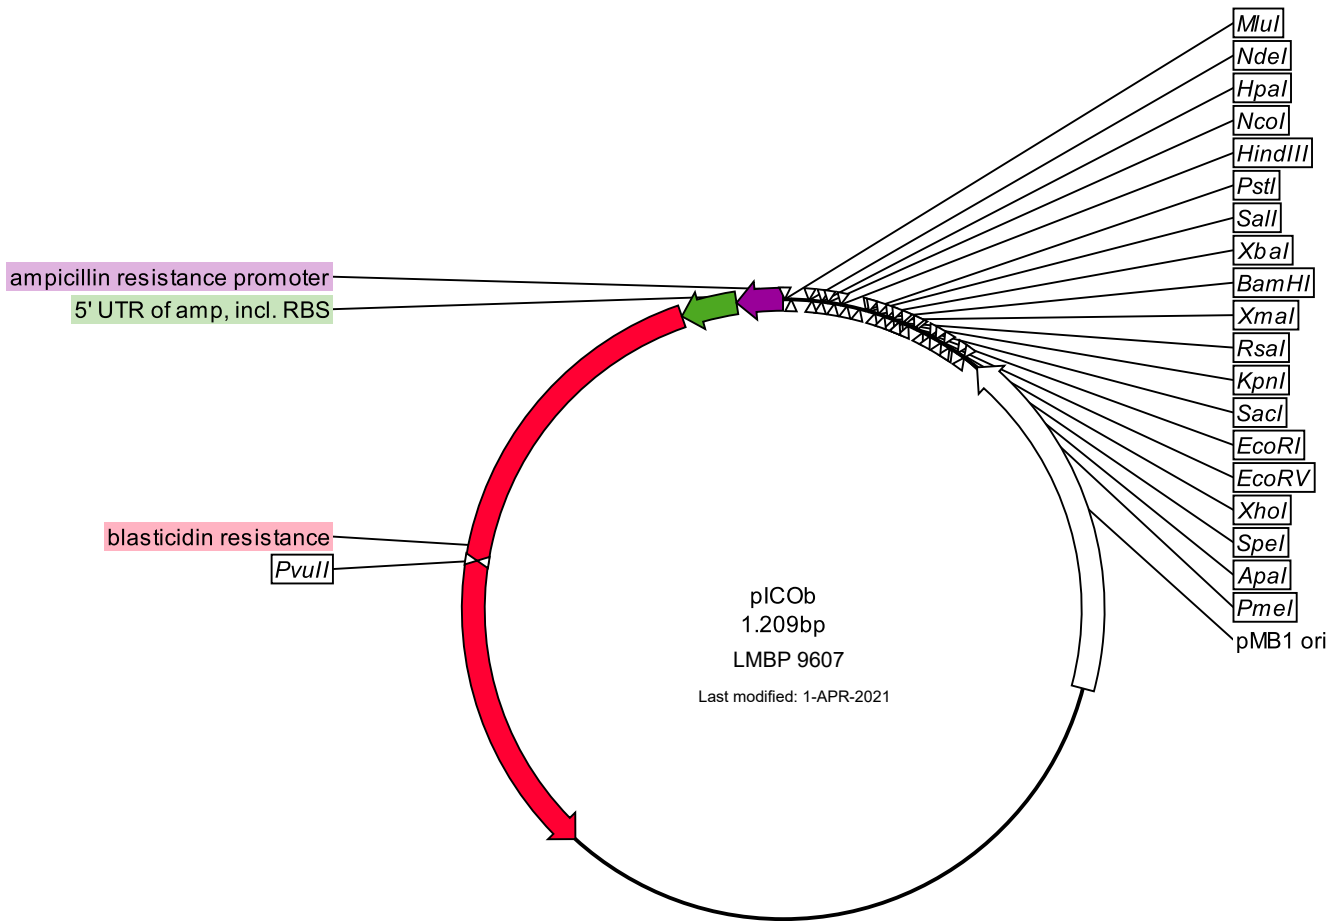 MluI
NdeI
HpaI
NcoI
HindIII
PstI
SalI
XbaI
BamHI
XmaI
RsaI
KpnI
SacI
EcoRI
EcoRV
XhoI
SpeI
ApaI
PmeI
pMB1 ori
ampicillin resistance promoter
5' UTR of amp, incl. RBS
blasticidin resistance
PvuII
pICOb
1.209bp
LMBP 9607
Last modified: 1-APR-2021